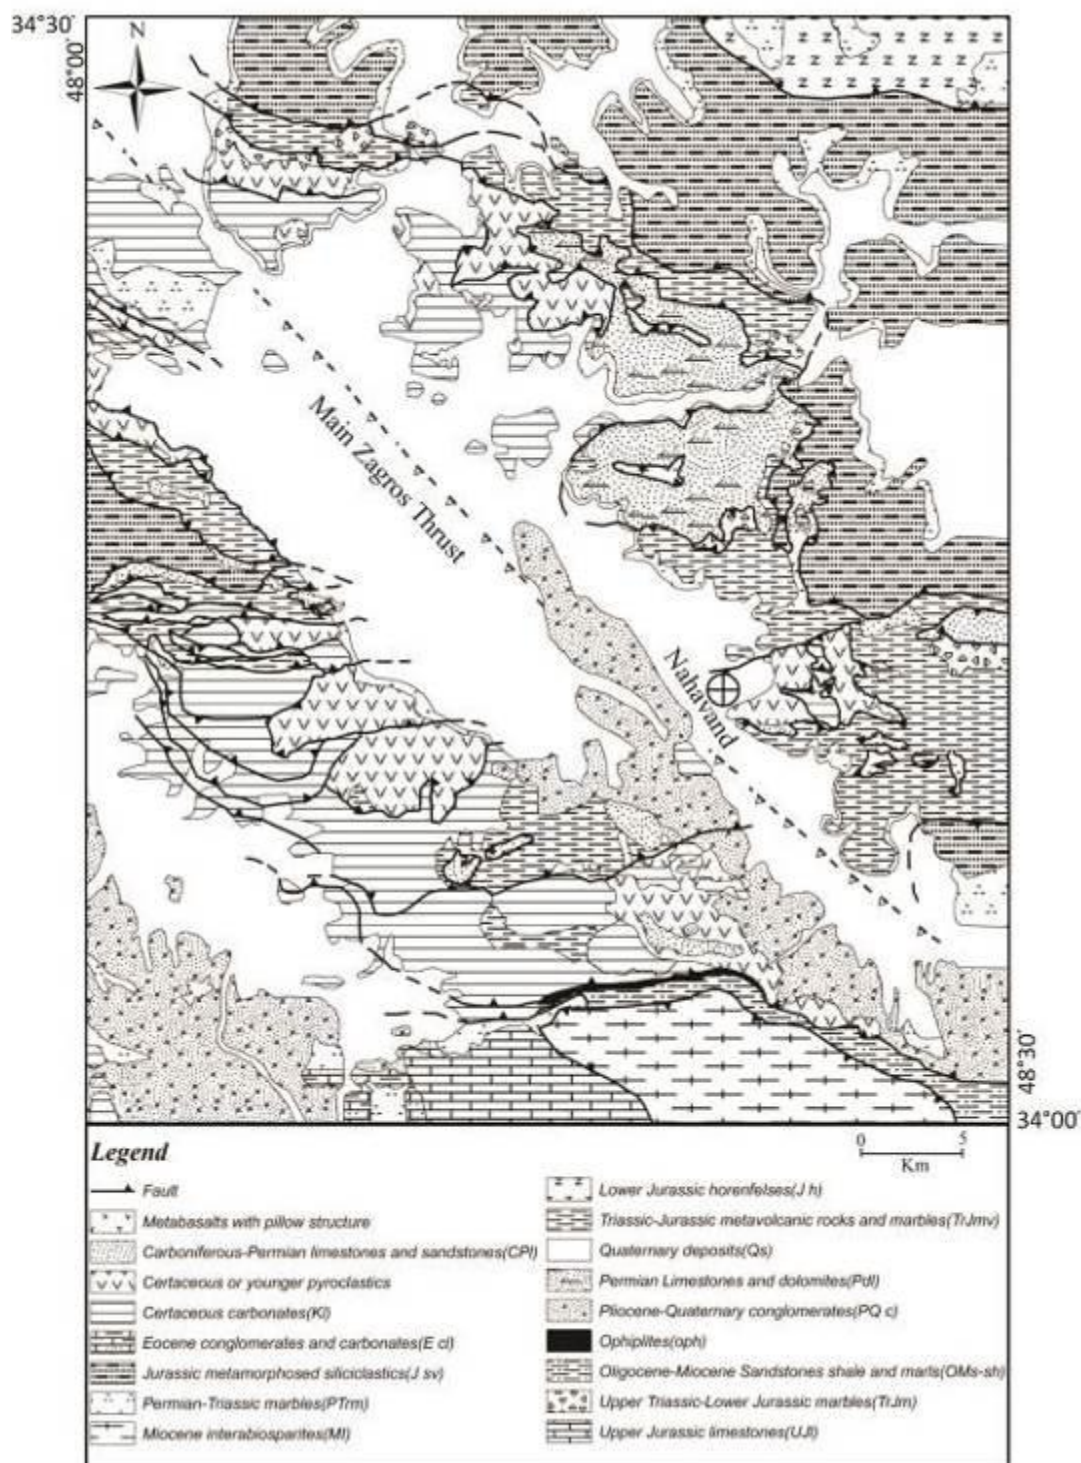 34°30'
48°00'
N
Main Zagros Thrust
Nahavand
48°30'
34°00'
Legend
0 5
Km
Fault
Metabasalts with pillow structure
Carboniferous-Permian limestones and sandstones(CPl)
Certaceous or younger pyroclastics
Certaceous carbonates(Kl)
Eocene conglomerates and carbonates(E cl)
Jurassic metamorphosed siliciclastics(J sv)
Permian-Triassic marbles(PTrm)
Miocene interabiosparites(Ml)
Lower Jurassic horenfelses(J h)
Triassic-Jurassic metavolcanic rocks and marbles(TrJmv)
Quaternary deposits(Qs)
Permian Limestones and dolomites(Pdl)
Pliocene-Quaternary conglomerates(PQ c)
Ophiplites(oph)
Oligocene-Miocene Sandstones shale and marls(OMs-sh)
Upper Triassic-Lower Jurassic marbles(TrJm)
Upper Jurassic limestones(UJl)